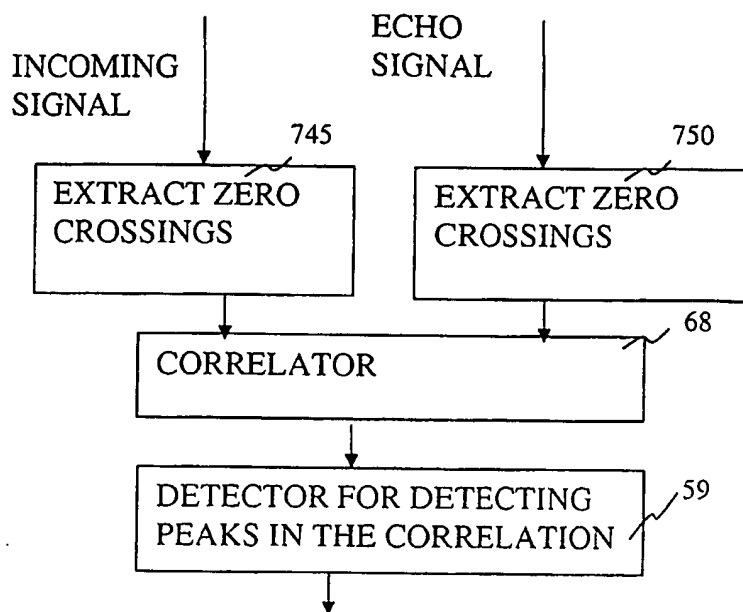 INCOMING
SIGNAL
ECHO
SIGNAL
745
EXTRACT ZERO
CROSSINGS
750
EXTRACT ZERO
CROSSINGS
68
CORRELATOR
59
DETECTOR FOR DETECTING
PEAKS IN THE CORRELATION